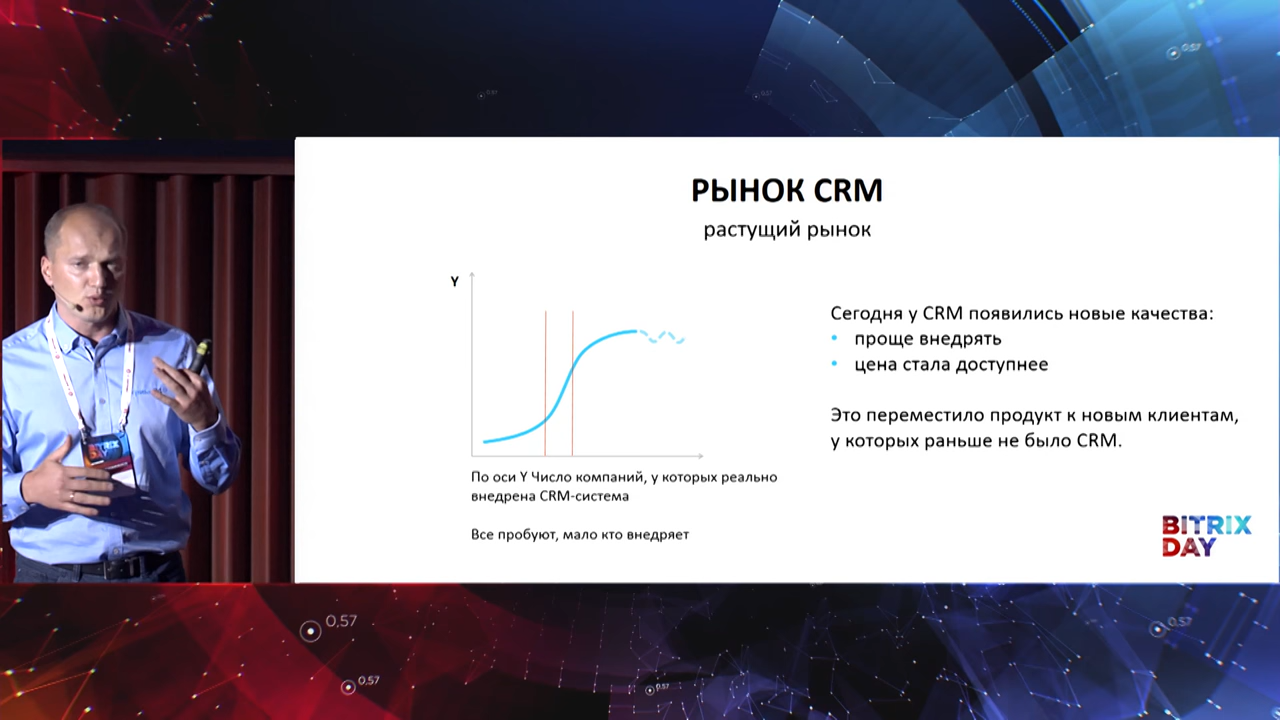 РЫНОК CRM
растущий рынок
Y
По оси Y Число компаний, у которых реально
внедрена CRM-система
Все пробуют, мало кто внедряет
Сегодня у CRM появились новые качества:
• проще внедрять
• цена стала доступнее
Это переместило продукт к новым клиентам,
у которых раньше не было CRM.
BITRIX
DAY
0,57
0,57
0,57
0,57
0,57